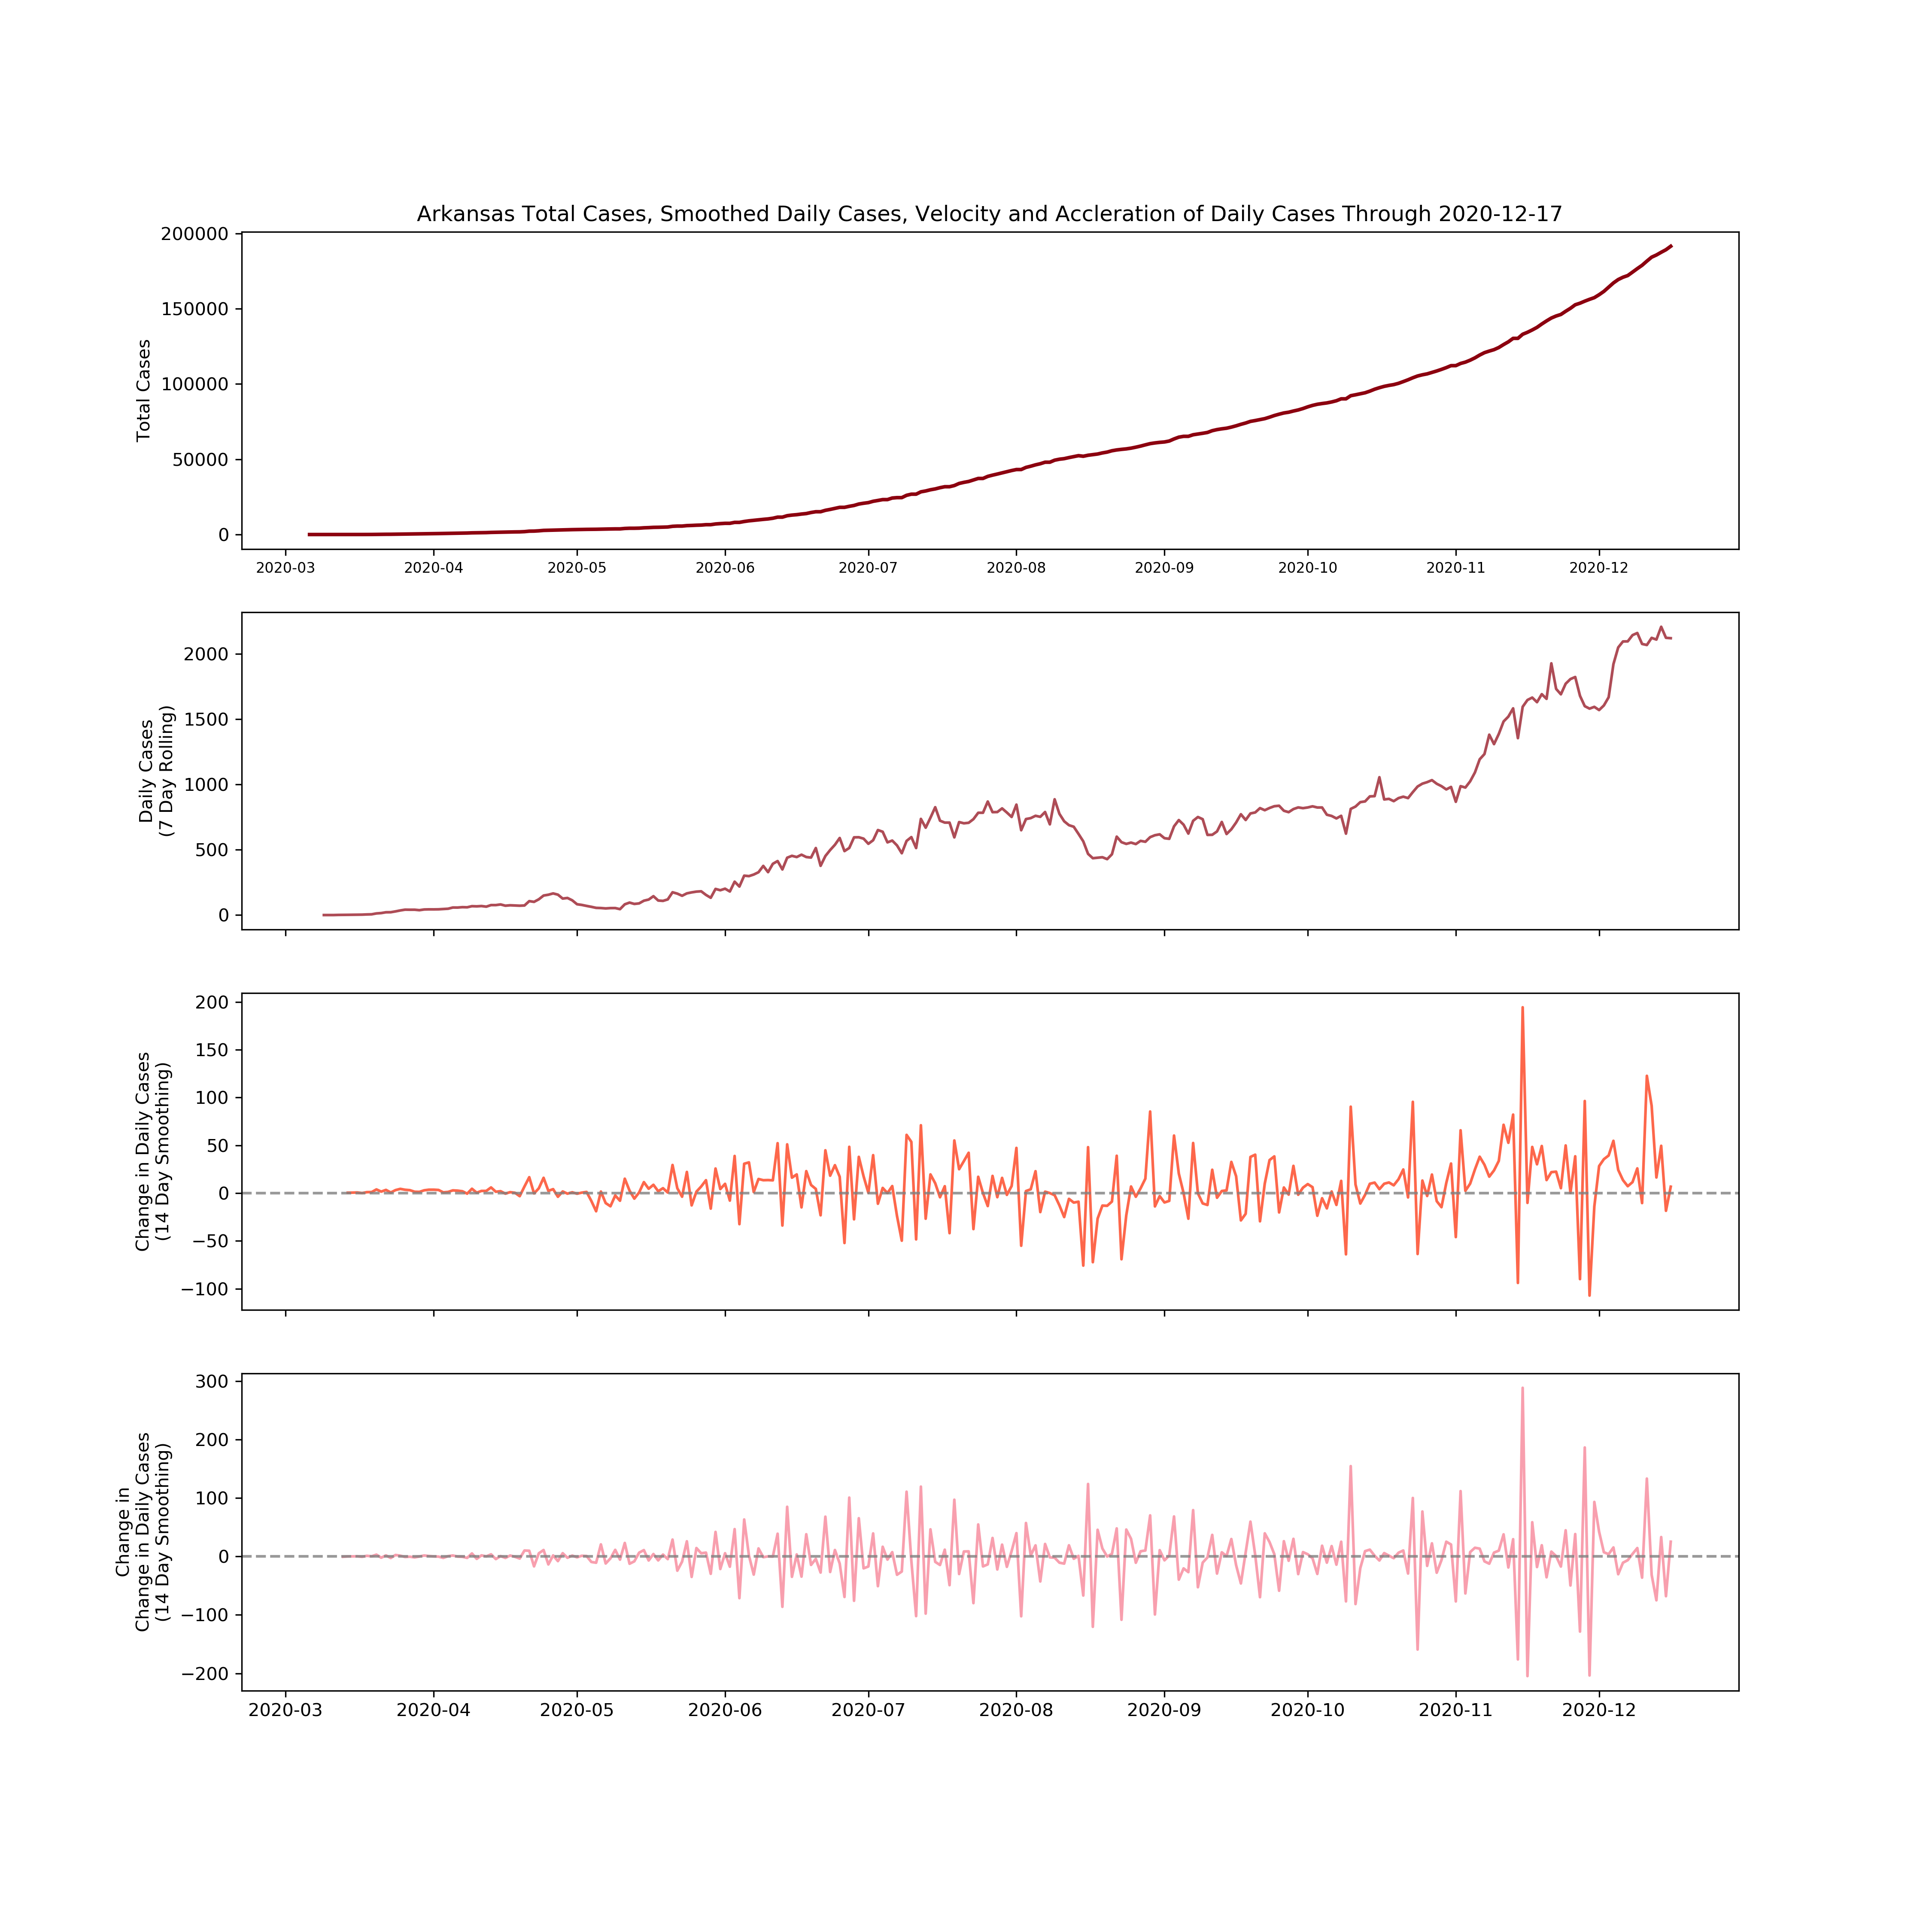 Arkansas Total Cases, Smoothed Daily Cases, Velocity and Accleration of Daily Cases Through 2020-12-17
200000
150000
100000
50000
0
Total Cases
2020-03 2020-04 2020-05 2020-06 2020-07 2020-08 2020-09 2020-10 2020-11 2020-12
2000
1500
1000
500
0
Daily Cases
(7 Day Rolling)
200
150
100
50
0
−50
−100
Change in Daily Cases
(14 Day Smoothing)
300
200
100
0
−100
−200
Change in
Change in Daily Cases
(14 Day Smoothing)
2020-03 2020-04 2020-05 2020-06 2020-07 2020-08 2020-09 2020-10 2020-11 2020-12